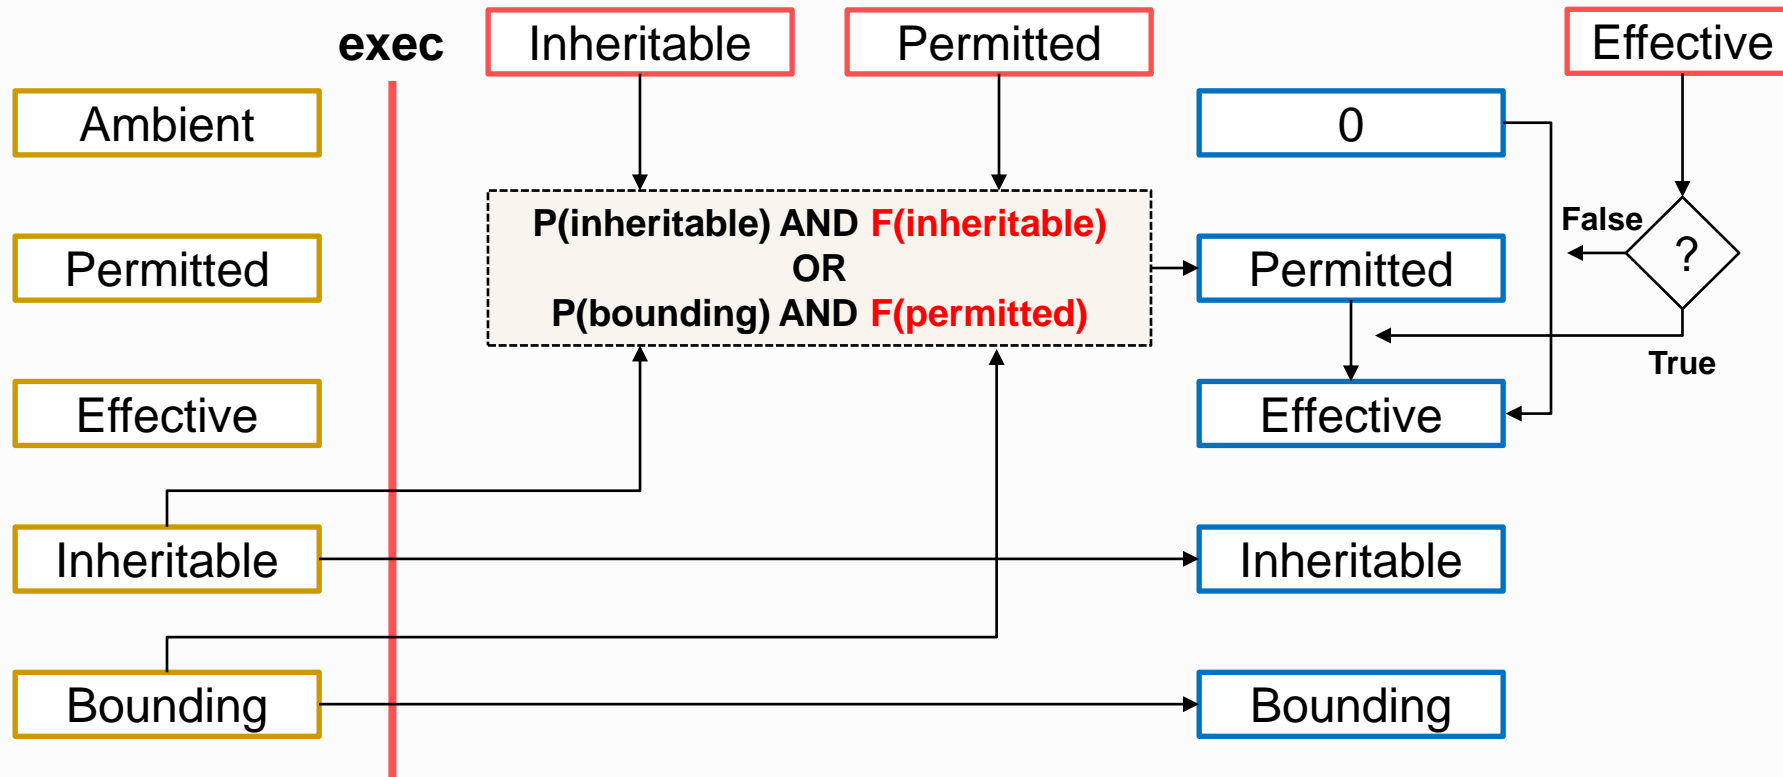 exec
Inheritable
Permitted
Effective
Ambient
0
P(inheritable) AND F(inheritable)
OR
P(bounding) AND F(permitted)
False
?
True
Permitted
Permitted
Effective
Effective
Inheritable
Inheritable
Bounding
Bounding